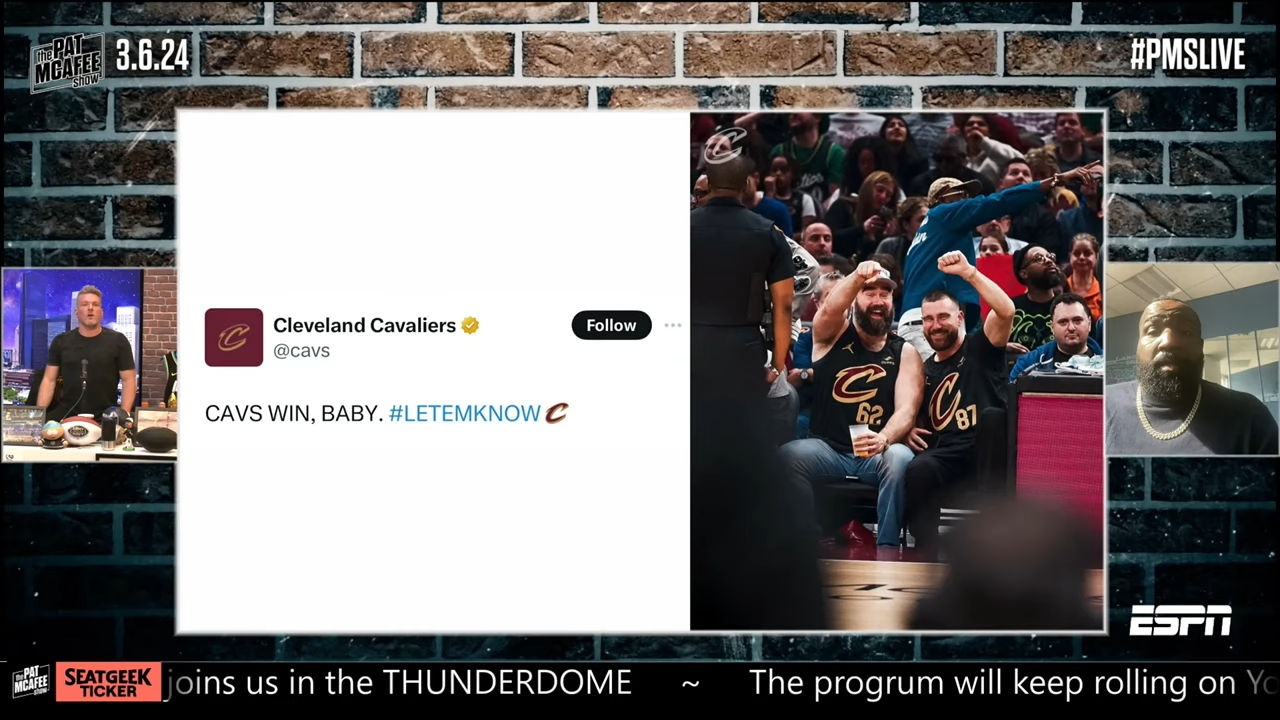 the PAT MCAFEE show
3.6.24
#PMSLIVE
Cleveland Cavaliers
@cavs
Follow
CAVS WIN, BABY. #LETEMKNOW
62
87
ESPN
the PAT MCAFEE show
SEATGEEK TICKER
joins us in the THUNDERDOME ~ The progrum will keep rolling on Yo